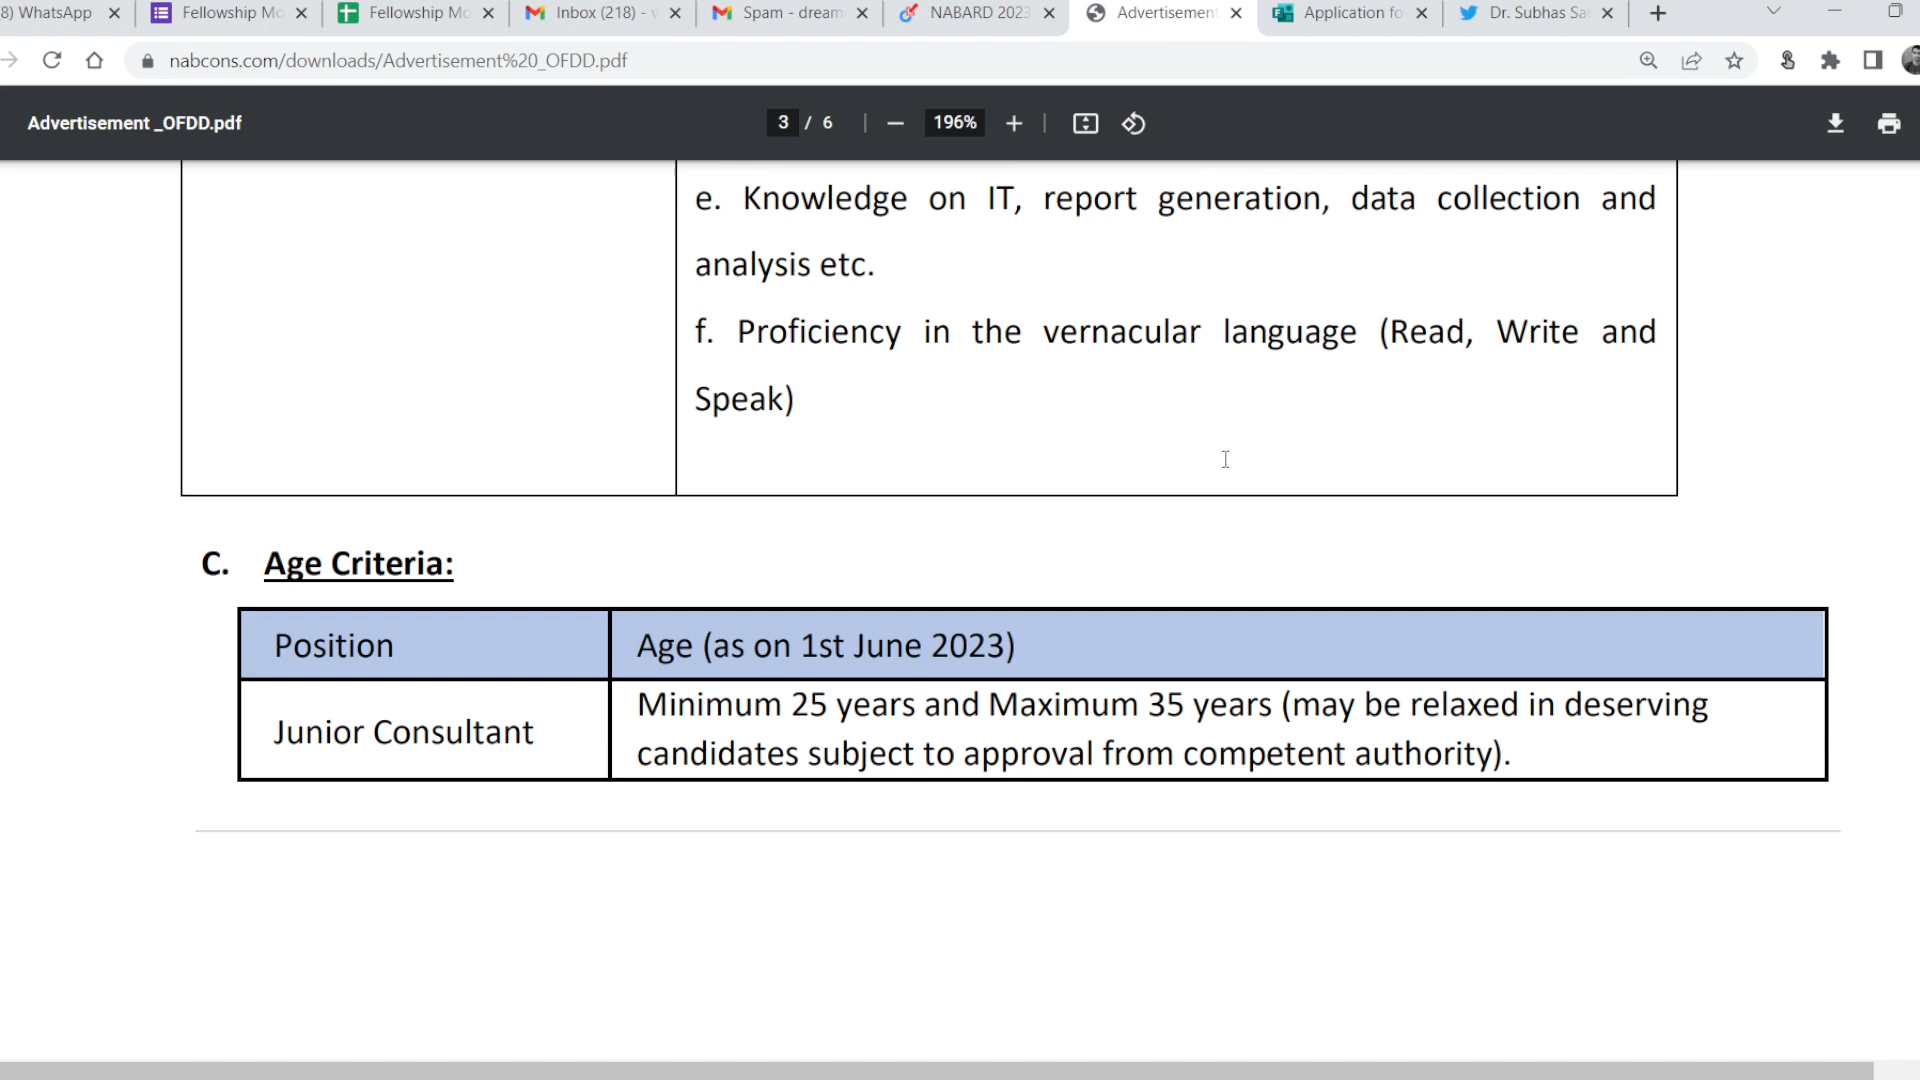 8) WhatsApp
Fellowship Mo
Fellowship Mo
Inbox (218) - v
Spam - dream
NABARD 2023
Advertisement
Application fo
Dr. Subhas Sa
nabcons.com/downloads/Advertisement%20_OFDD.pdf
Advertisement _OFDD.pdf
3 / 6
196%
e. Knowledge on IT, report generation, data collection and
analysis etc.
f. Proficiency in the vernacular language (Read, Write and
Speak)
C. Age Criteria:
Position
Age (as on 1st June 2023)
Junior Consultant
Minimum 25 years and Maximum 35 years (may be relaxed in deserving
candidates subject to approval from competent authority).